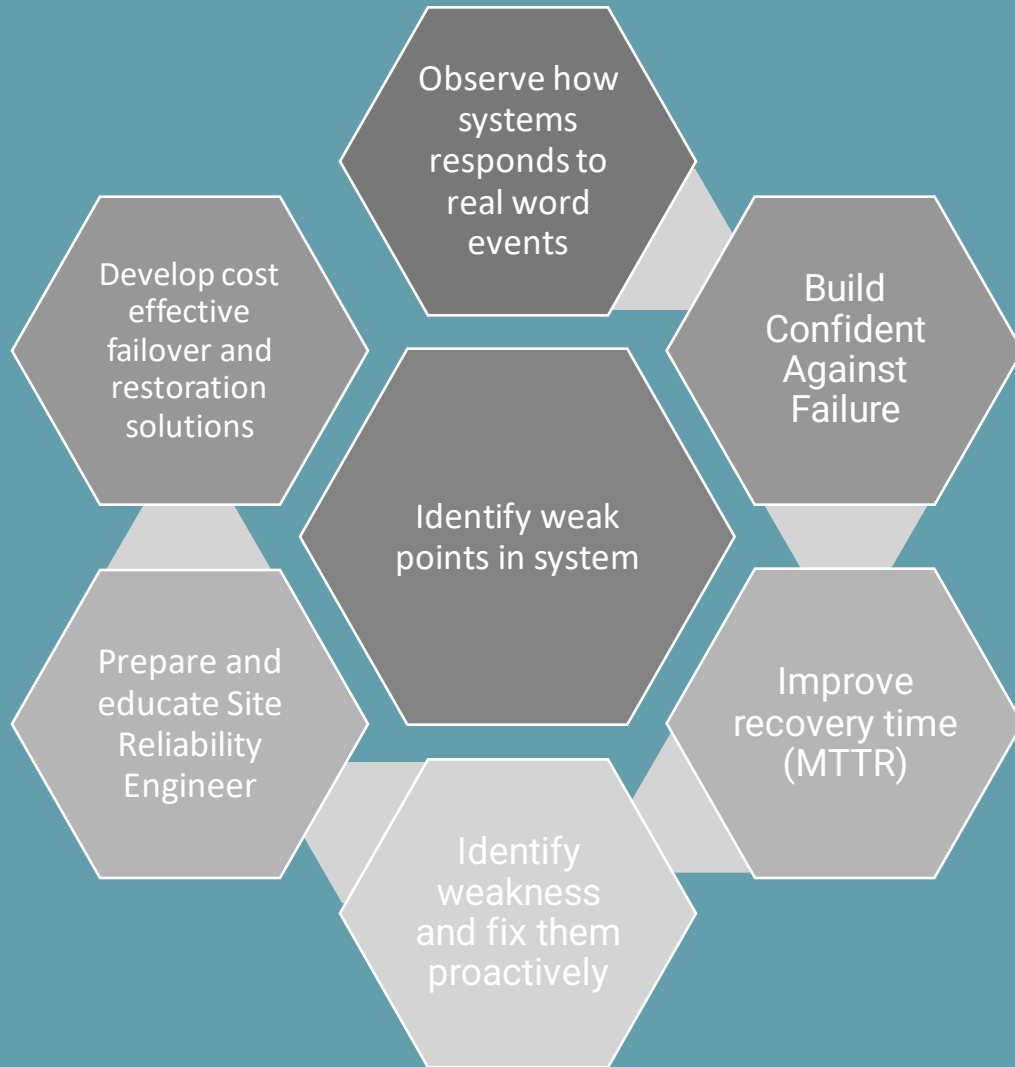 Observe how
systems
responds to
real word
events
Build
Confident
Against
Failure
Improve
recovery time
(MTTR)
Identify
weakness
and fix them
proactively
Prepare and
educate Site
Reliability
Engineer
Develop cost
effective
failover and
restoration
solutions
Identify weak
points in system